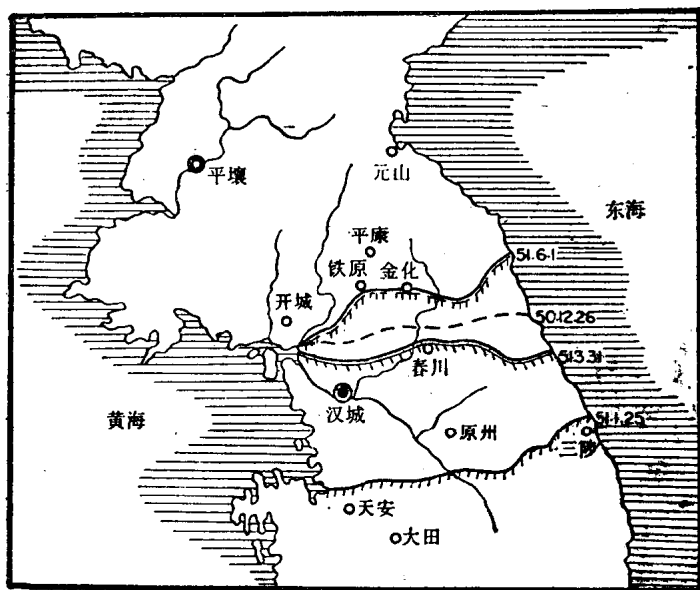 元山
平壤
东海
平康
51.6.1
铁原
金化
开城
50.12.26
51.3.31
春川
汉城
黄海
51.1.25
原州
三陟
天安
大田